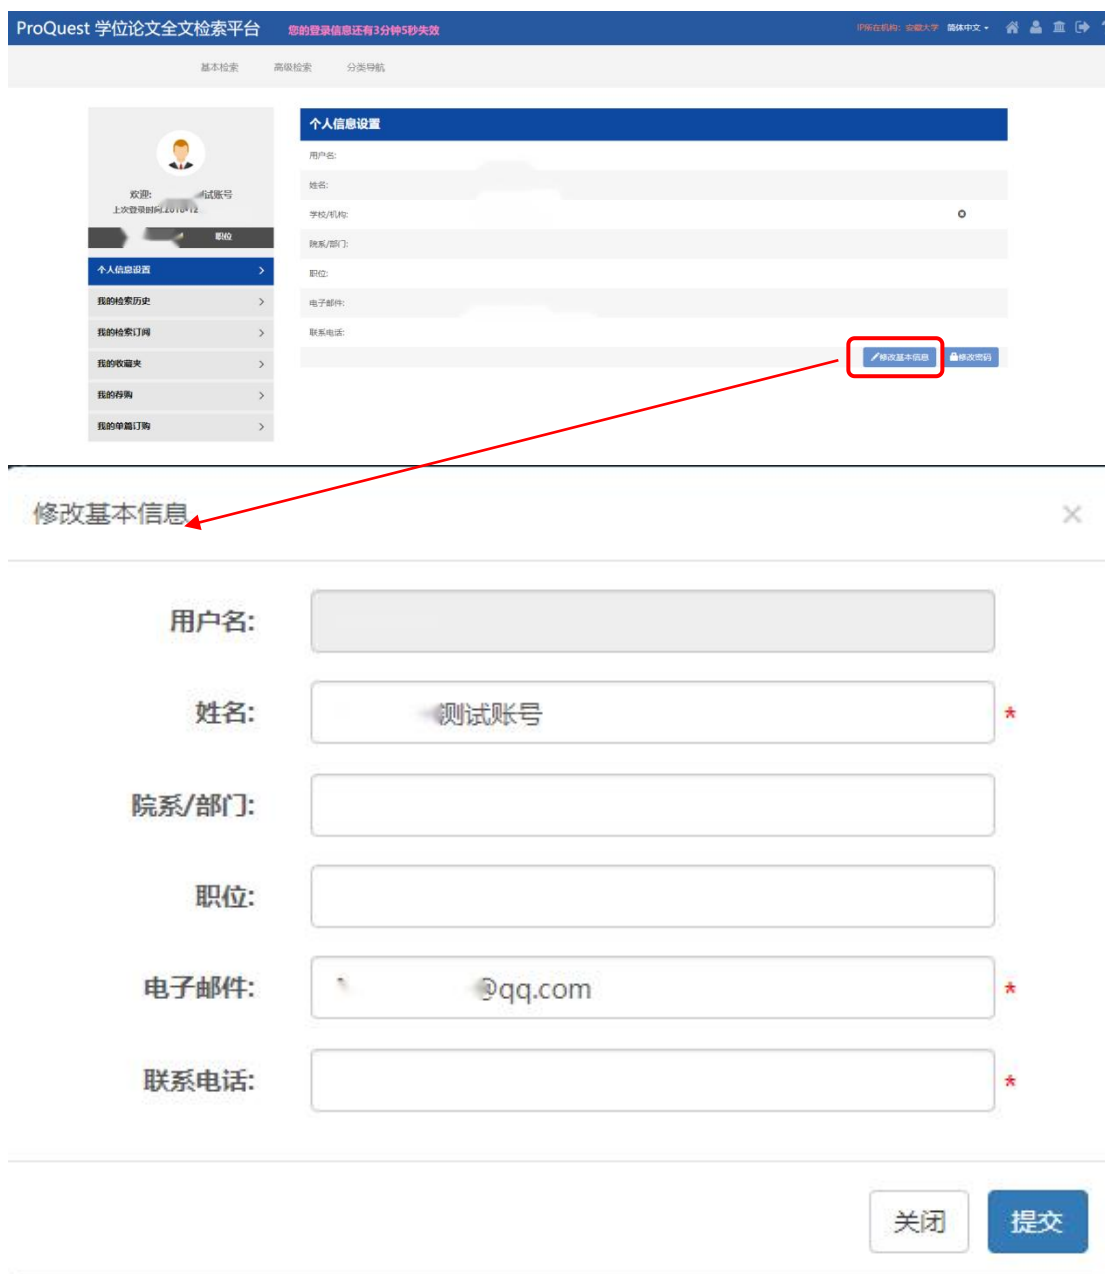 ProQuest 学位论文全文检索平台 您的登录信息还有3分钟5秒失效 IP所在机构: 安徽大学 简体中文
基本检索 高级检索 分类导航
个人信息设置
用户名:
姓名:
学校/机构:
院系/部门:
职位:
电子邮件:
联系电话:
修改基本信息 修改密码
欢迎: 试账号
上次登录时间:2018-12
职位
个人信息设置
我的检索历史
我的检索订阅
我的收藏夹
我的荐购
我的单篇订购
修改基本信息 ×
用户名:
姓名: 测试账号 *
院系/部门:
职位:
电子邮件: @qq.com *
联系电话: *
关闭 提交